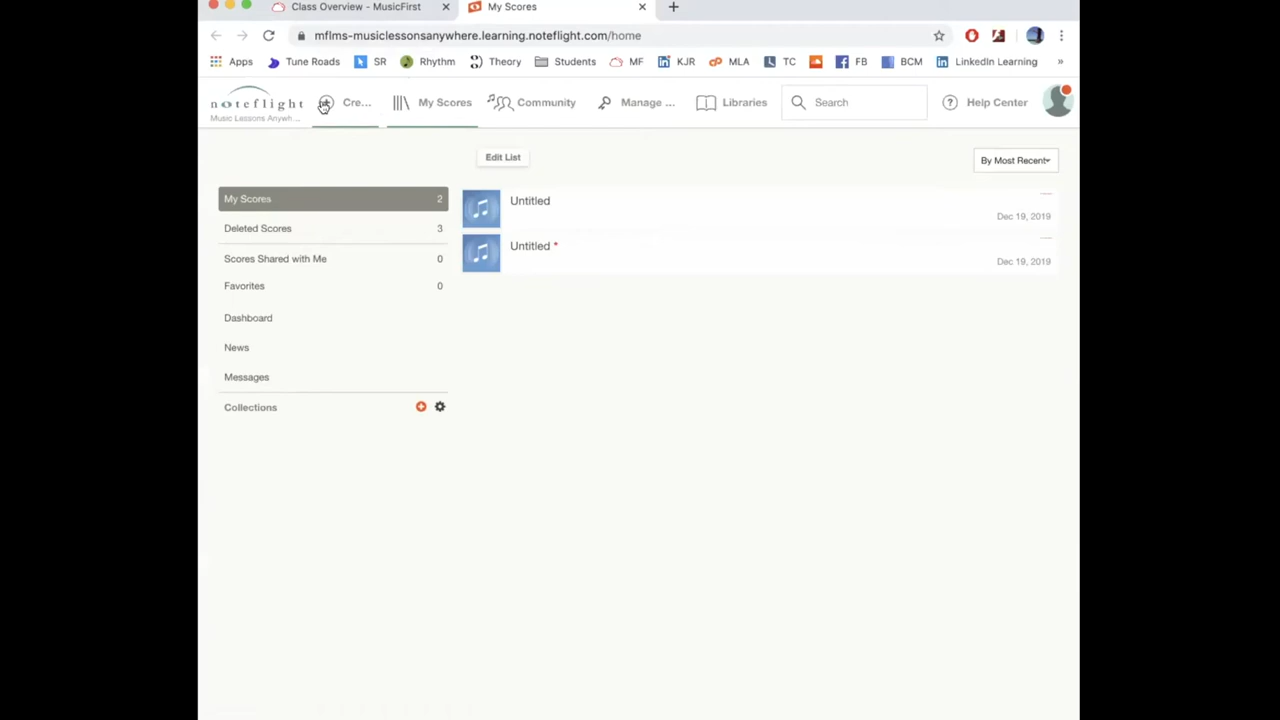 Class Overview - MusicFirst
My Scores
mflms-musiclessonsanywhere.learning.noteflight.com/home
Apps Tune Roads SR Rhythm Theory Students MF KJR MLA TC FB BCM LinkedIn Learning »
noteflight
Music Lessons Anywh...
Cre... My Scores Community Manage ... Libraries Search Help Center
Edit List
By Most Recent
My Scores 2
Deleted Scores 3
Scores Shared with Me 0
Favorites 0
Dashboard
News
Messages
Collections
Untitled
Dec 19, 2019
Untitled *
Dec 19, 2019